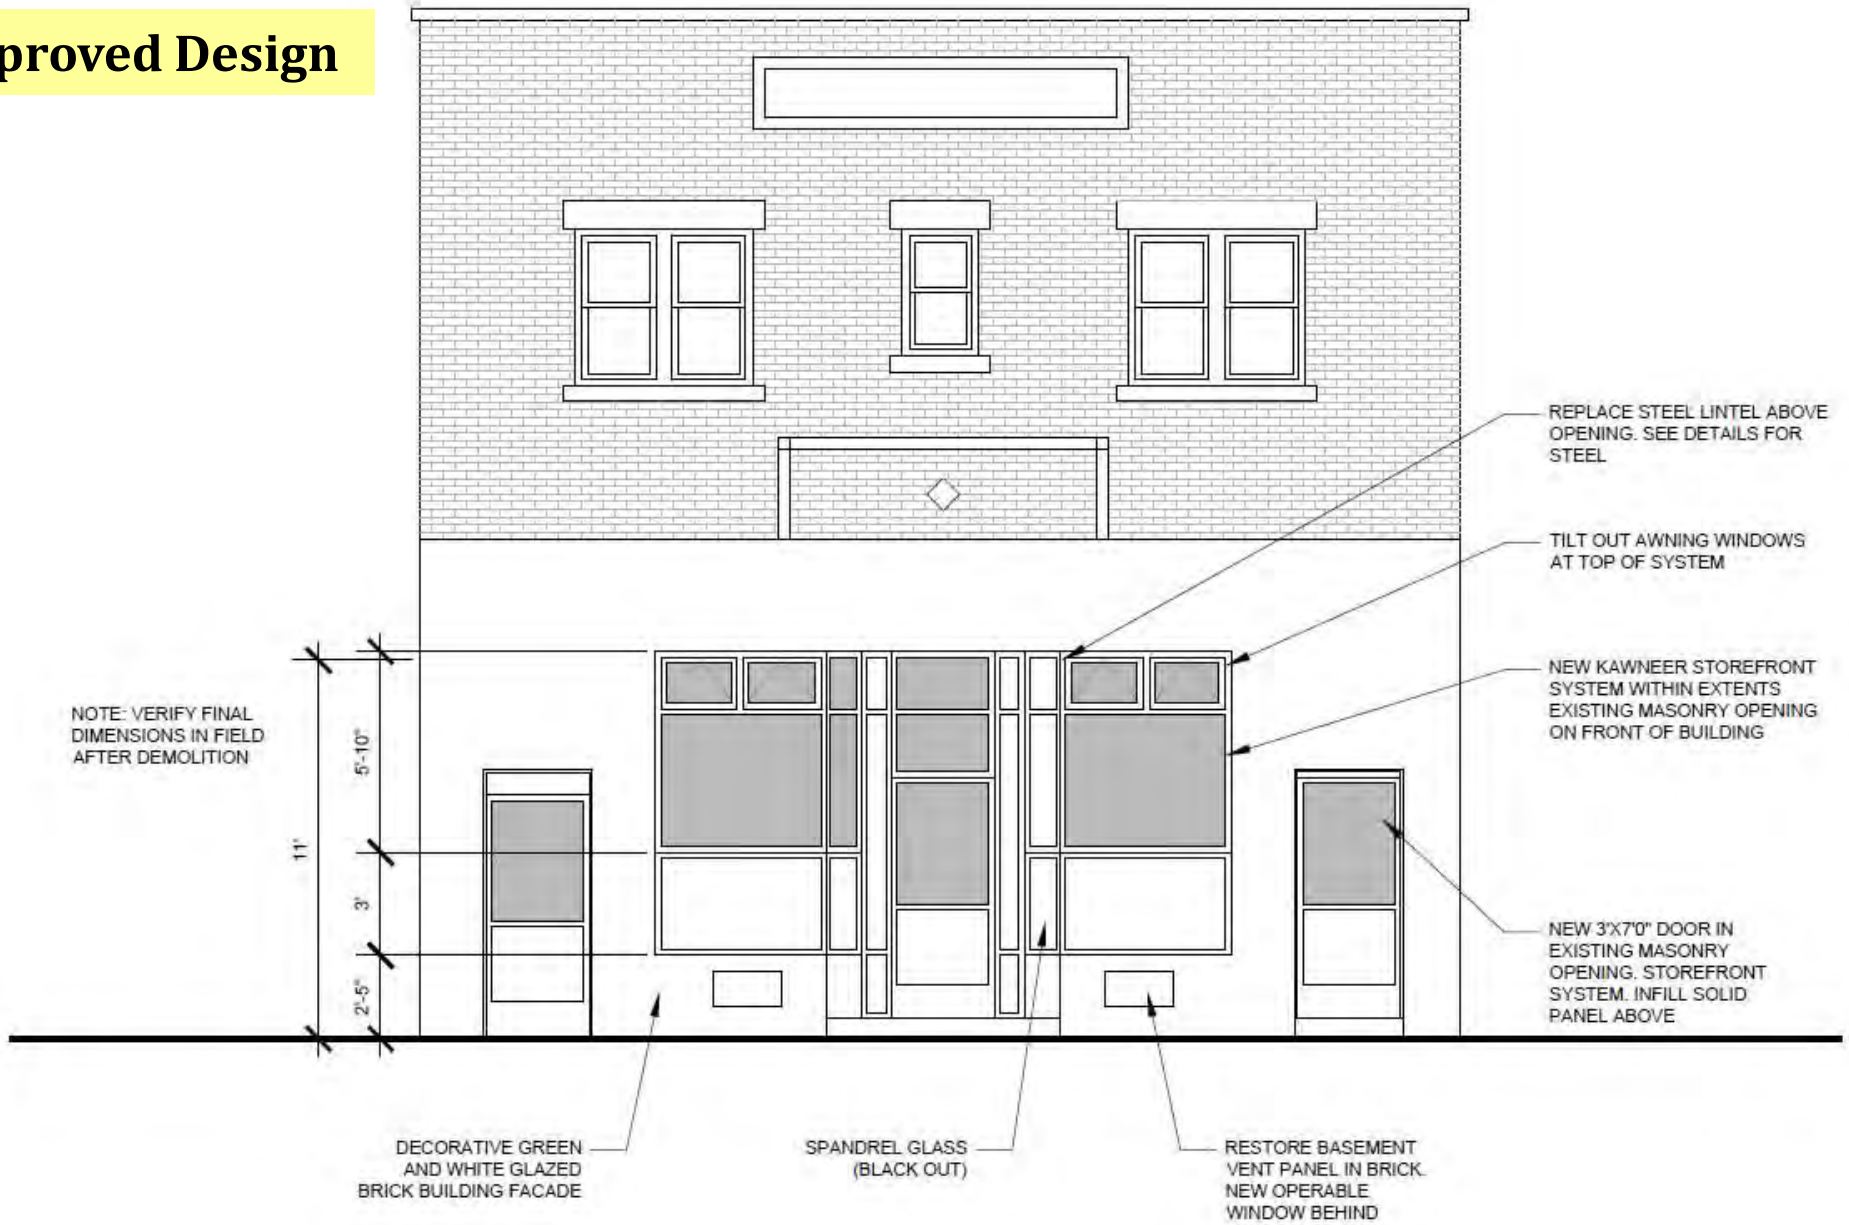 proved Design
REPLACE STEEL LINTEL ABOVE
OPENING. SEE DETAILS FOR
STEEL
TILT OUT AWNING WINDOWS
AT TOP OF SYSTEM
NEW KAWNEER STOREFRONT
SYSTEM WITHIN EXTENTS
EXISTING MASONRY OPENING
ON FRONT OF BUILDING
NOTE: VERIFY FINAL
DIMENSIONS IN FIELD
AFTER DEMOLITION
5'-10"
11'
3'
2'-5"
NEW 3'X7'0" DOOR IN
EXISTING MASONRY
OPENING. STOREFRONT
SYSTEM. INFILL SOLID
PANEL ABOVE
DECORATIVE GREEN
AND WHITE GLAZED
BRICK BUILDING FACADE
SPANDREL GLASS
(BLACK OUT)
RESTORE BASEMENT
VENT PANEL IN BRICK.
NEW OPERABLE
WINDOW BEHIND